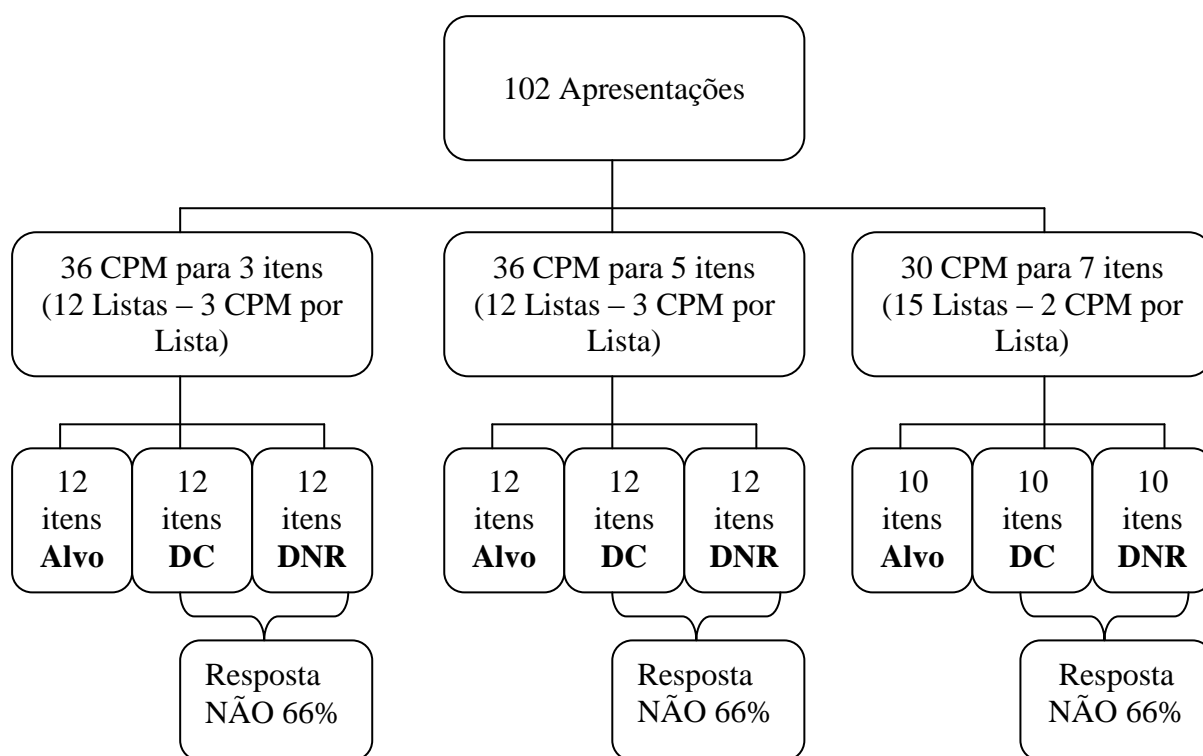 102 Apresentações
36 CPM para 3 itens
(12 Listas – 3 CPM por
Lista)
36 CPM para 5 itens
(12 Listas – 3 CPM por
Lista)
30 CPM para 7 itens
(15 Listas – 2 CPM por
Lista)
12
itens
Alvo
12
itens
DC
12
itens
DNR
12
itens
Alvo
12
itens
DC
12
itens
DNR
10
itens
Alvo
10
itens
DC
10
itens
DNR
Resposta
NÃO 66%
Resposta
NÃO 66%
Resposta
NÃO 66%